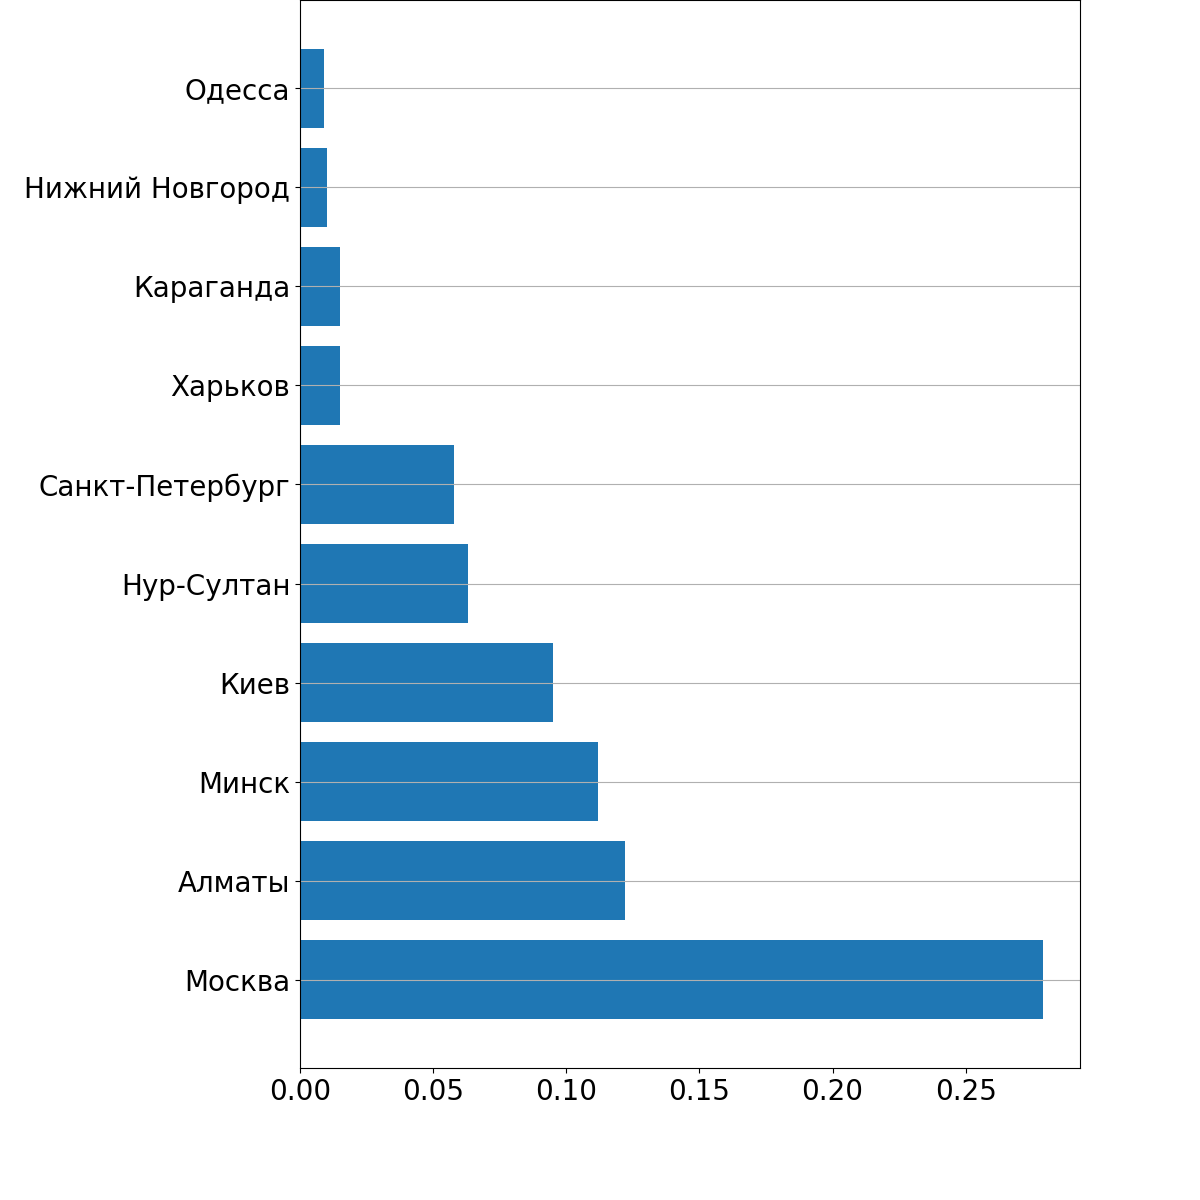 Одесса
Нижний Новгород
Караганда
Харьков
Санкт-Петербург
Нур-Султан
Киев
Минск
Алматы
Москва
0.00 0.05 0.10 0.15 0.20 0.25